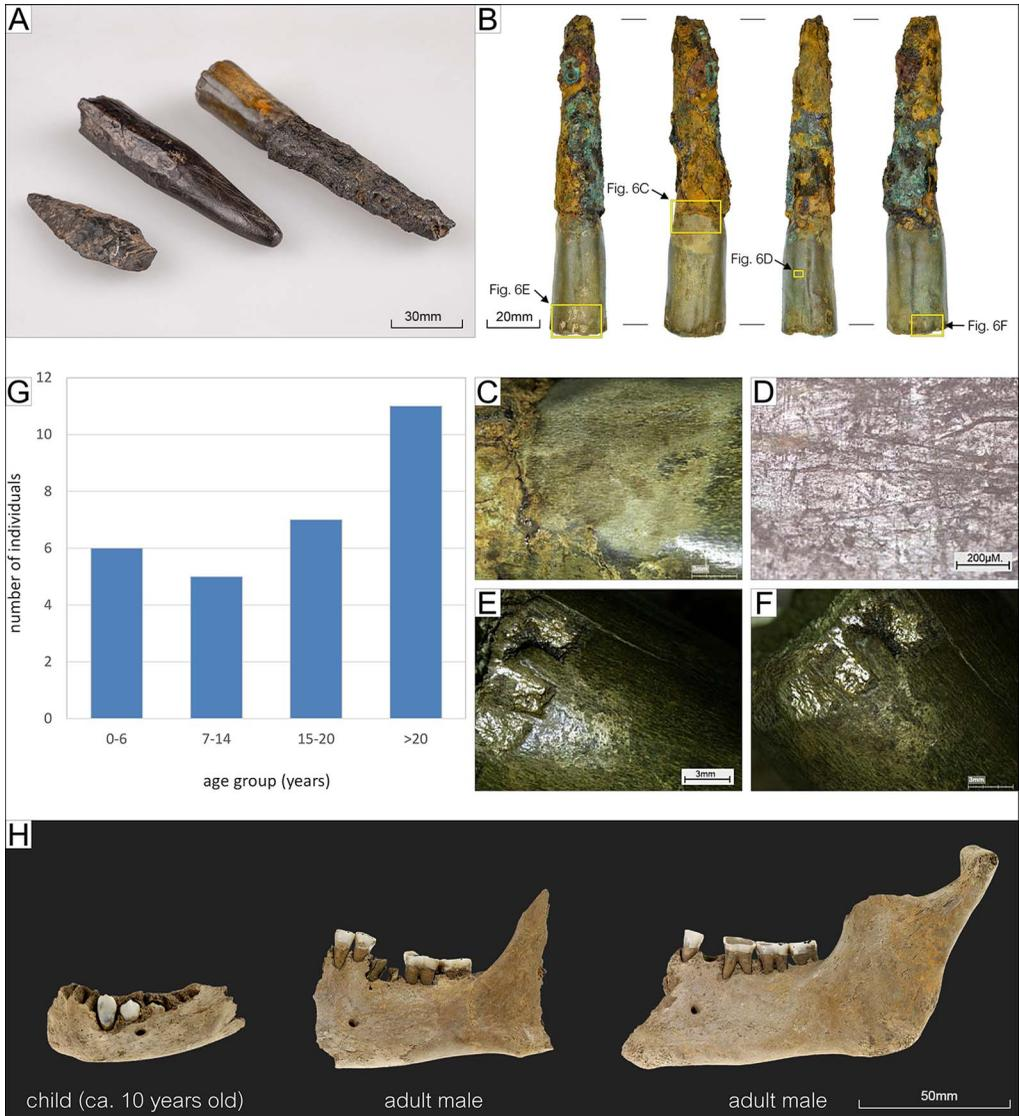 A
30mm
B
Fig. 6C
Fig. 6D
Fig. 6E
20mm
Fig. 6F
G
12
10
8
6
4
2
0
number of individuals
0-6
7-14
15-20
>20
age group (years)
C
3mm
D
200µM.
E
3mm
F
3mm
H
child (ca. 10 years old)
adult male
adult male
50mm